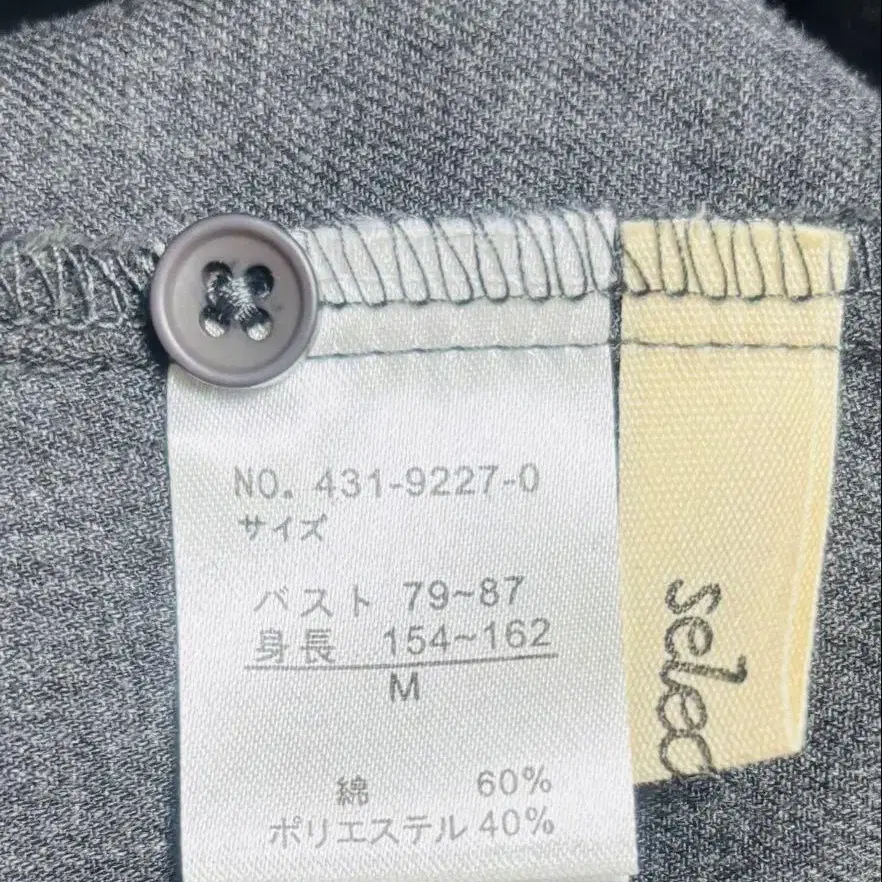 NO. 431-9227-0
サイズ
バスト 79~87
身長 154~162
M
綿 60%
ポリエステル 40%
selec